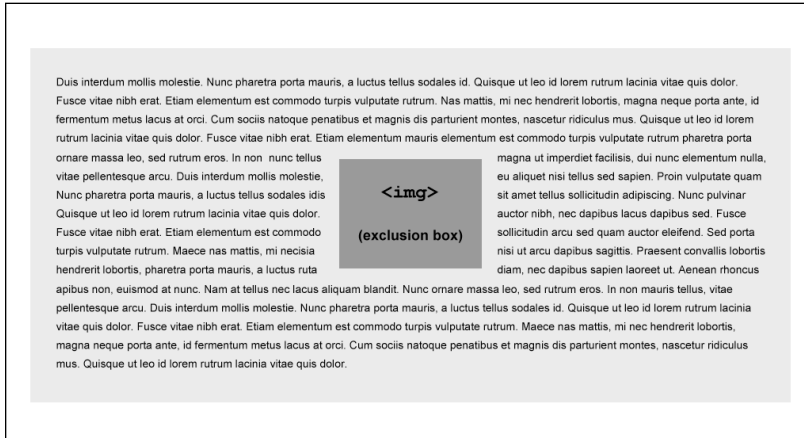 Duis interdum mollis molestie. Nunc pharetra porta mauris, a luctus tellus sodales id. Quisque ut leo id lorem rutrum lacinia vitae quis dolor.
Fusce vitae nibh erat. Etiam elementum est commodo turpis vulputate rutrum. Nas mattis, mi nec hendrerit lobortis, magna neque porta ante, id
fermentum metus lacus at orci. Cum sociis natoque penatibus et magnis dis parturient montes, nascetur ridiculus mus. Quisque ut leo id lorem
rutrum lacinia vitae quis dolor. Fusce vitae nibh erat. Etiam elementum mauris elementum est commodo turpis vulputate rutrum pharetra porta
ornare massa leo, sed rutrum eros. In non nunc tellus
vitae pellentesque arcu. Duis interdum mollis molestie,
Nunc pharetra porta mauris, a luctus tellus sodales idis
Quisque ut leo id lorem rutrum lacinia vitae quis dolor.
Fusce vitae nibh erat. Etiam elementum est commodo
turpis vulputate rutrum. Maece nas mattis, mi necisia
hendrerit lobortis, pharetra porta mauris, a luctus ruta
<img>
(exclusion box)
magna ut imperdiet facilisis, dui nunc elementum nulla,
eu aliquet nisi tellus sed sapien. Proin vulputate quam
sit amet tellus sollicitudin adipiscing. Nunc pulvinar
auctor nibh, nec dapibus lacus dapibus sed. Fusce
sollicitudin arcu sed quam auctor eleifend. Sed porta
nisi ut arcu dapibus sagittis. Praesent convallis lobortis
diam, nec dapibus sapien laoreet ut. Aenean rhoncus
apibus non, euismod at nunc. Nam at tellus nec lacus aliquam blandit. Nunc ornare massa leo, sed rutrum eros. In non mauris tellus, vitae
pellentesque arcu. Duis interdum mollis molestie. Nunc pharetra porta mauris, a luctus tellus sodales id. Quisque ut leo id lorem rutrum lacinia
vitae quis dolor. Fusce vitae nibh erat. Etiam elementum est commodo turpis vulputate rutrum. Maece nas mattis, mi nec hendrerit lobortis,
magna neque porta ante, id fermentum metus lacus at orci. Cum sociis natoque penatibus et magnis dis parturient montes, nascetur ridiculus
mus. Quisque ut leo id lorem rutrum lacinia vitae quis dolor.